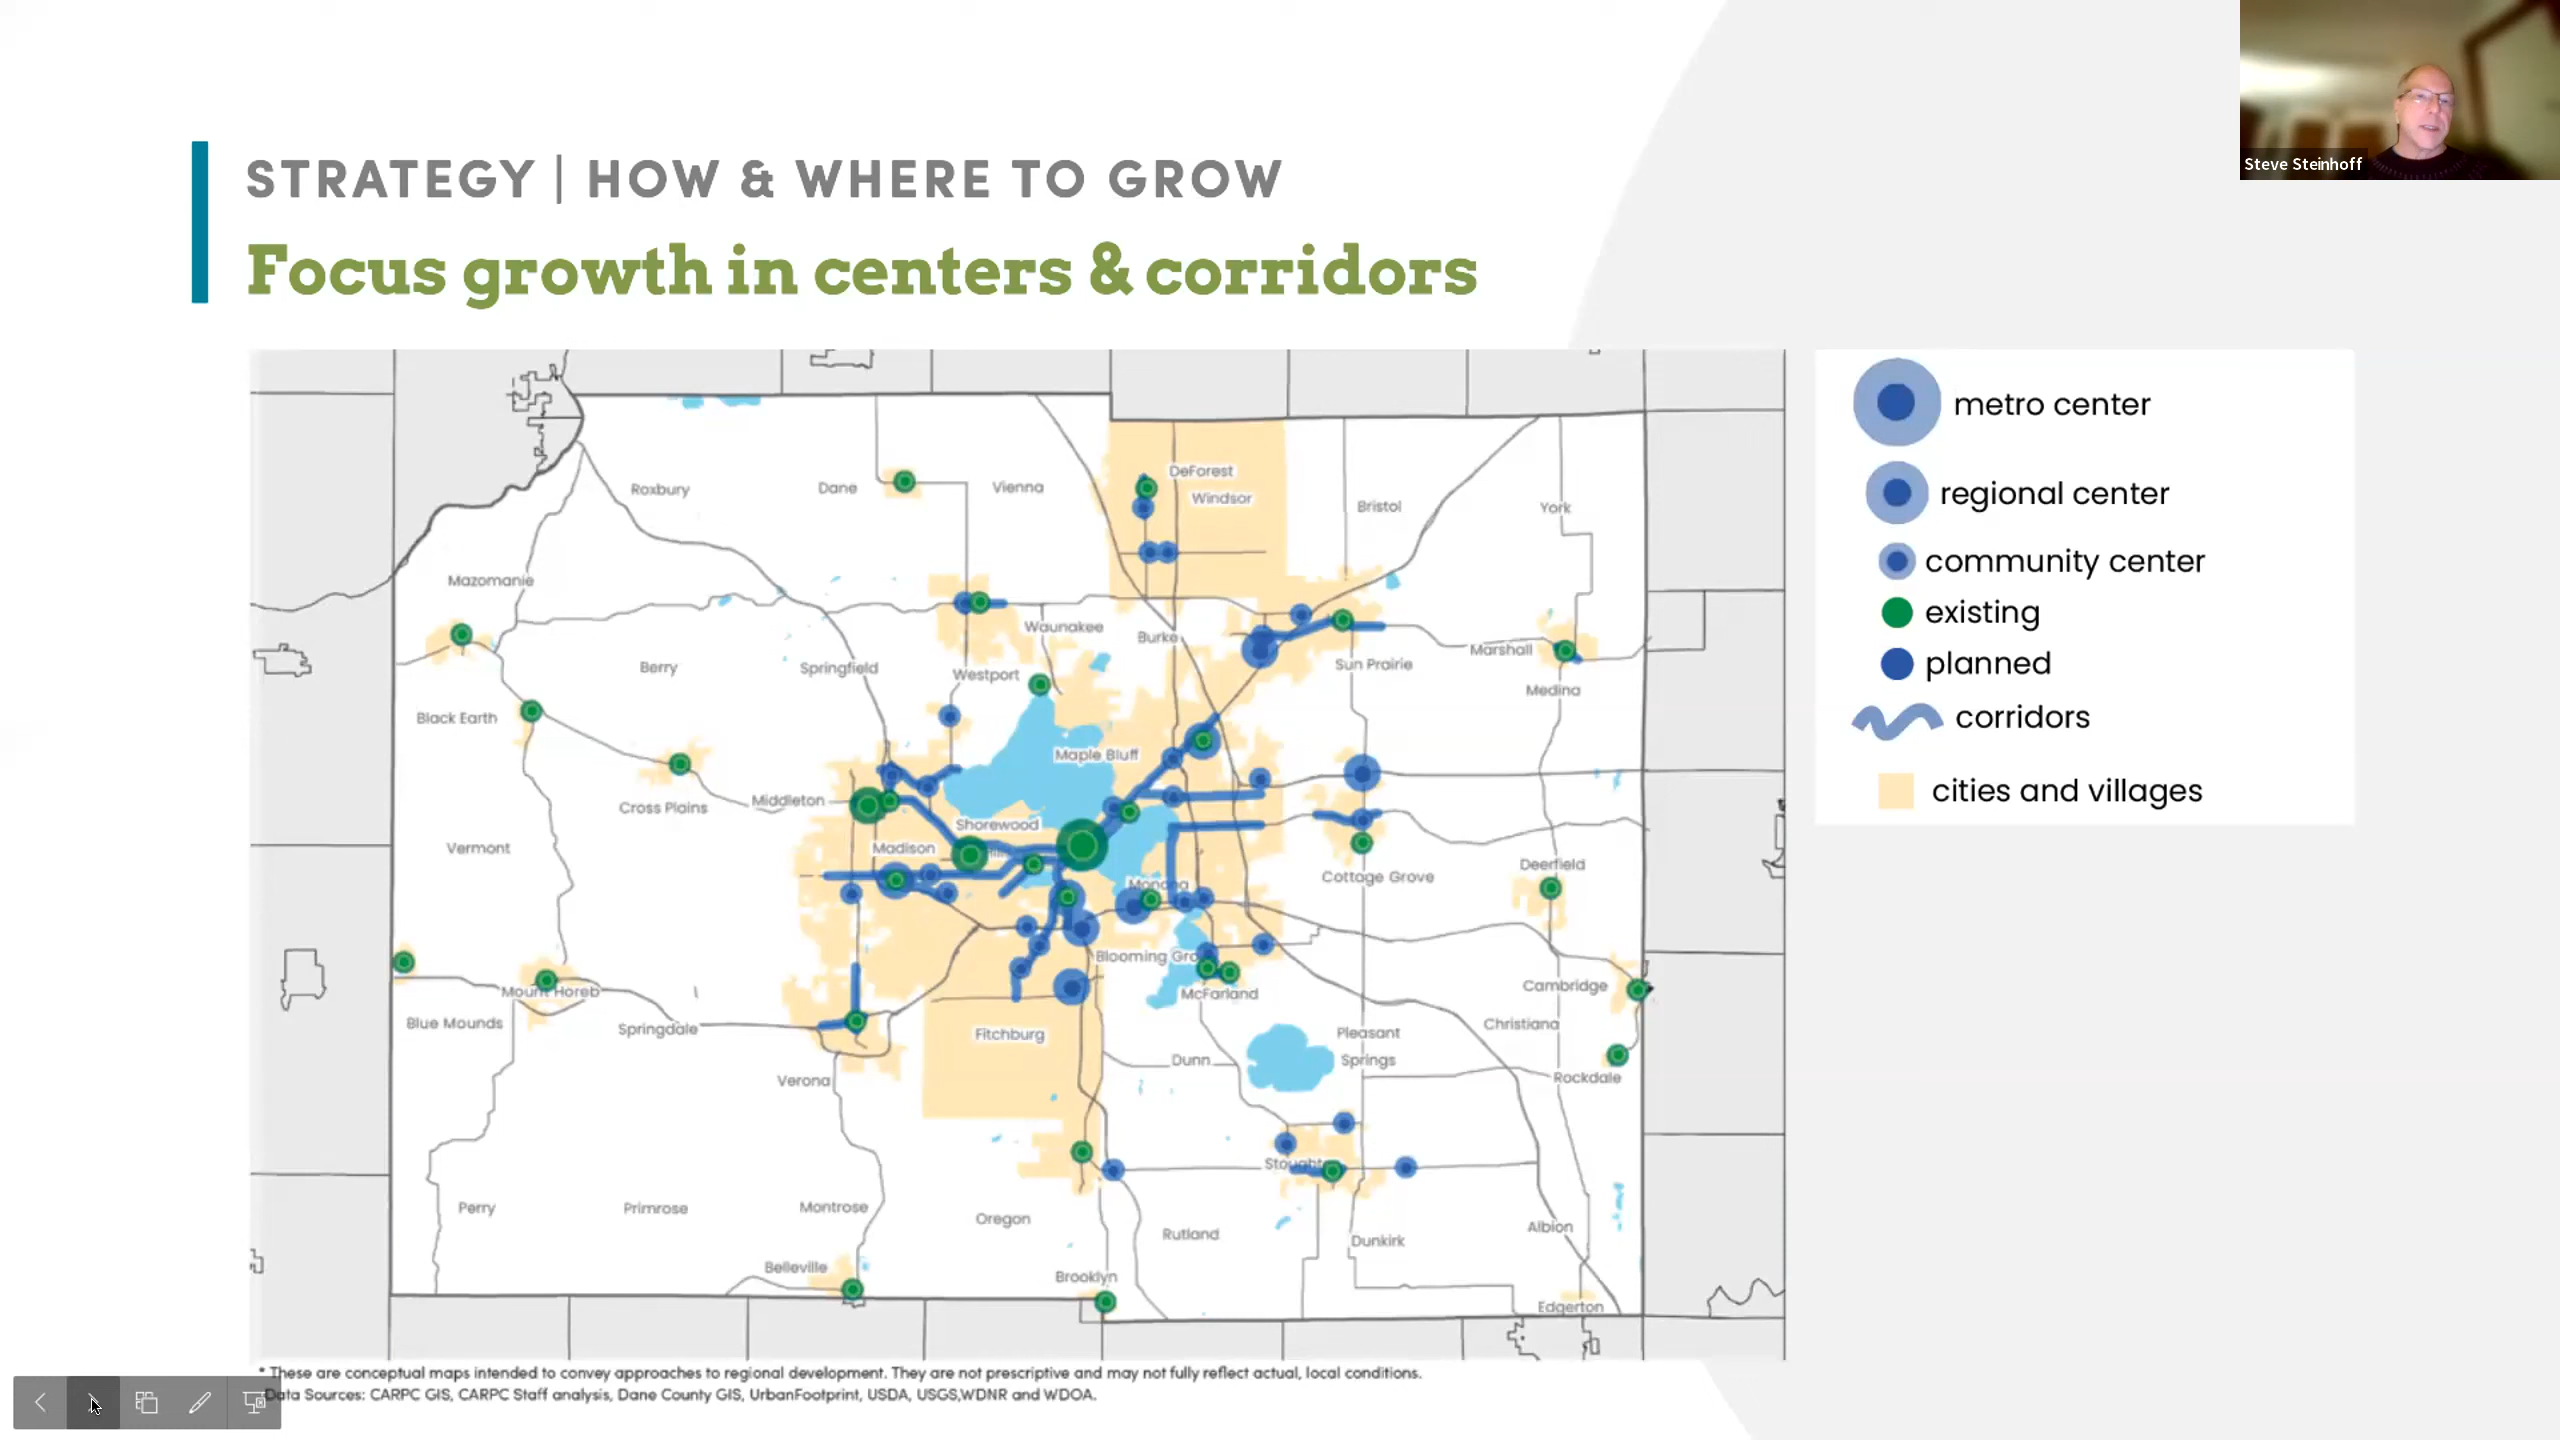 Steve Steinhoff
STRATEGY | HOW & WHERE TO GROW
Focus growth in centers & corridors
metro center
regional center
community center
existing
planned
corridors
cities and villages
DeForest
Windsor
Roxbury
Dane
Vienna
Bristol
York
Mazomanie
Waunakee
Burke
Berry
Springfield
Westport
Sun Prairie
Marshall
Medina
Black Earth
Maple Bluff
Cross Plains
Middleton
Shorewood
Vermont
Madison
Monona
Cottage Grove
Deerfield
Blooming Gro
Mount Horeb
McFarland
Cambridge
Blue Mounds
Springdale
Fitchburg
Pleasant
Springs
Christiana
Dunn
Verona
Rockdale
Stoughto
Perry
Primrose
Montrose
Oregon
Rutland
Dunkirk
Albion
Belleville
Brooklyn
Edgerton
* These are conceptual maps intended to convey approaches to regional development. They are not prescriptive and may not fully reflect actual, local conditions.
Data Sources: CARPC GIS, CARPC Staff analysis, Dane County GIS, UrbanFootprint, USDA, USGS,WDNR and WDOA.